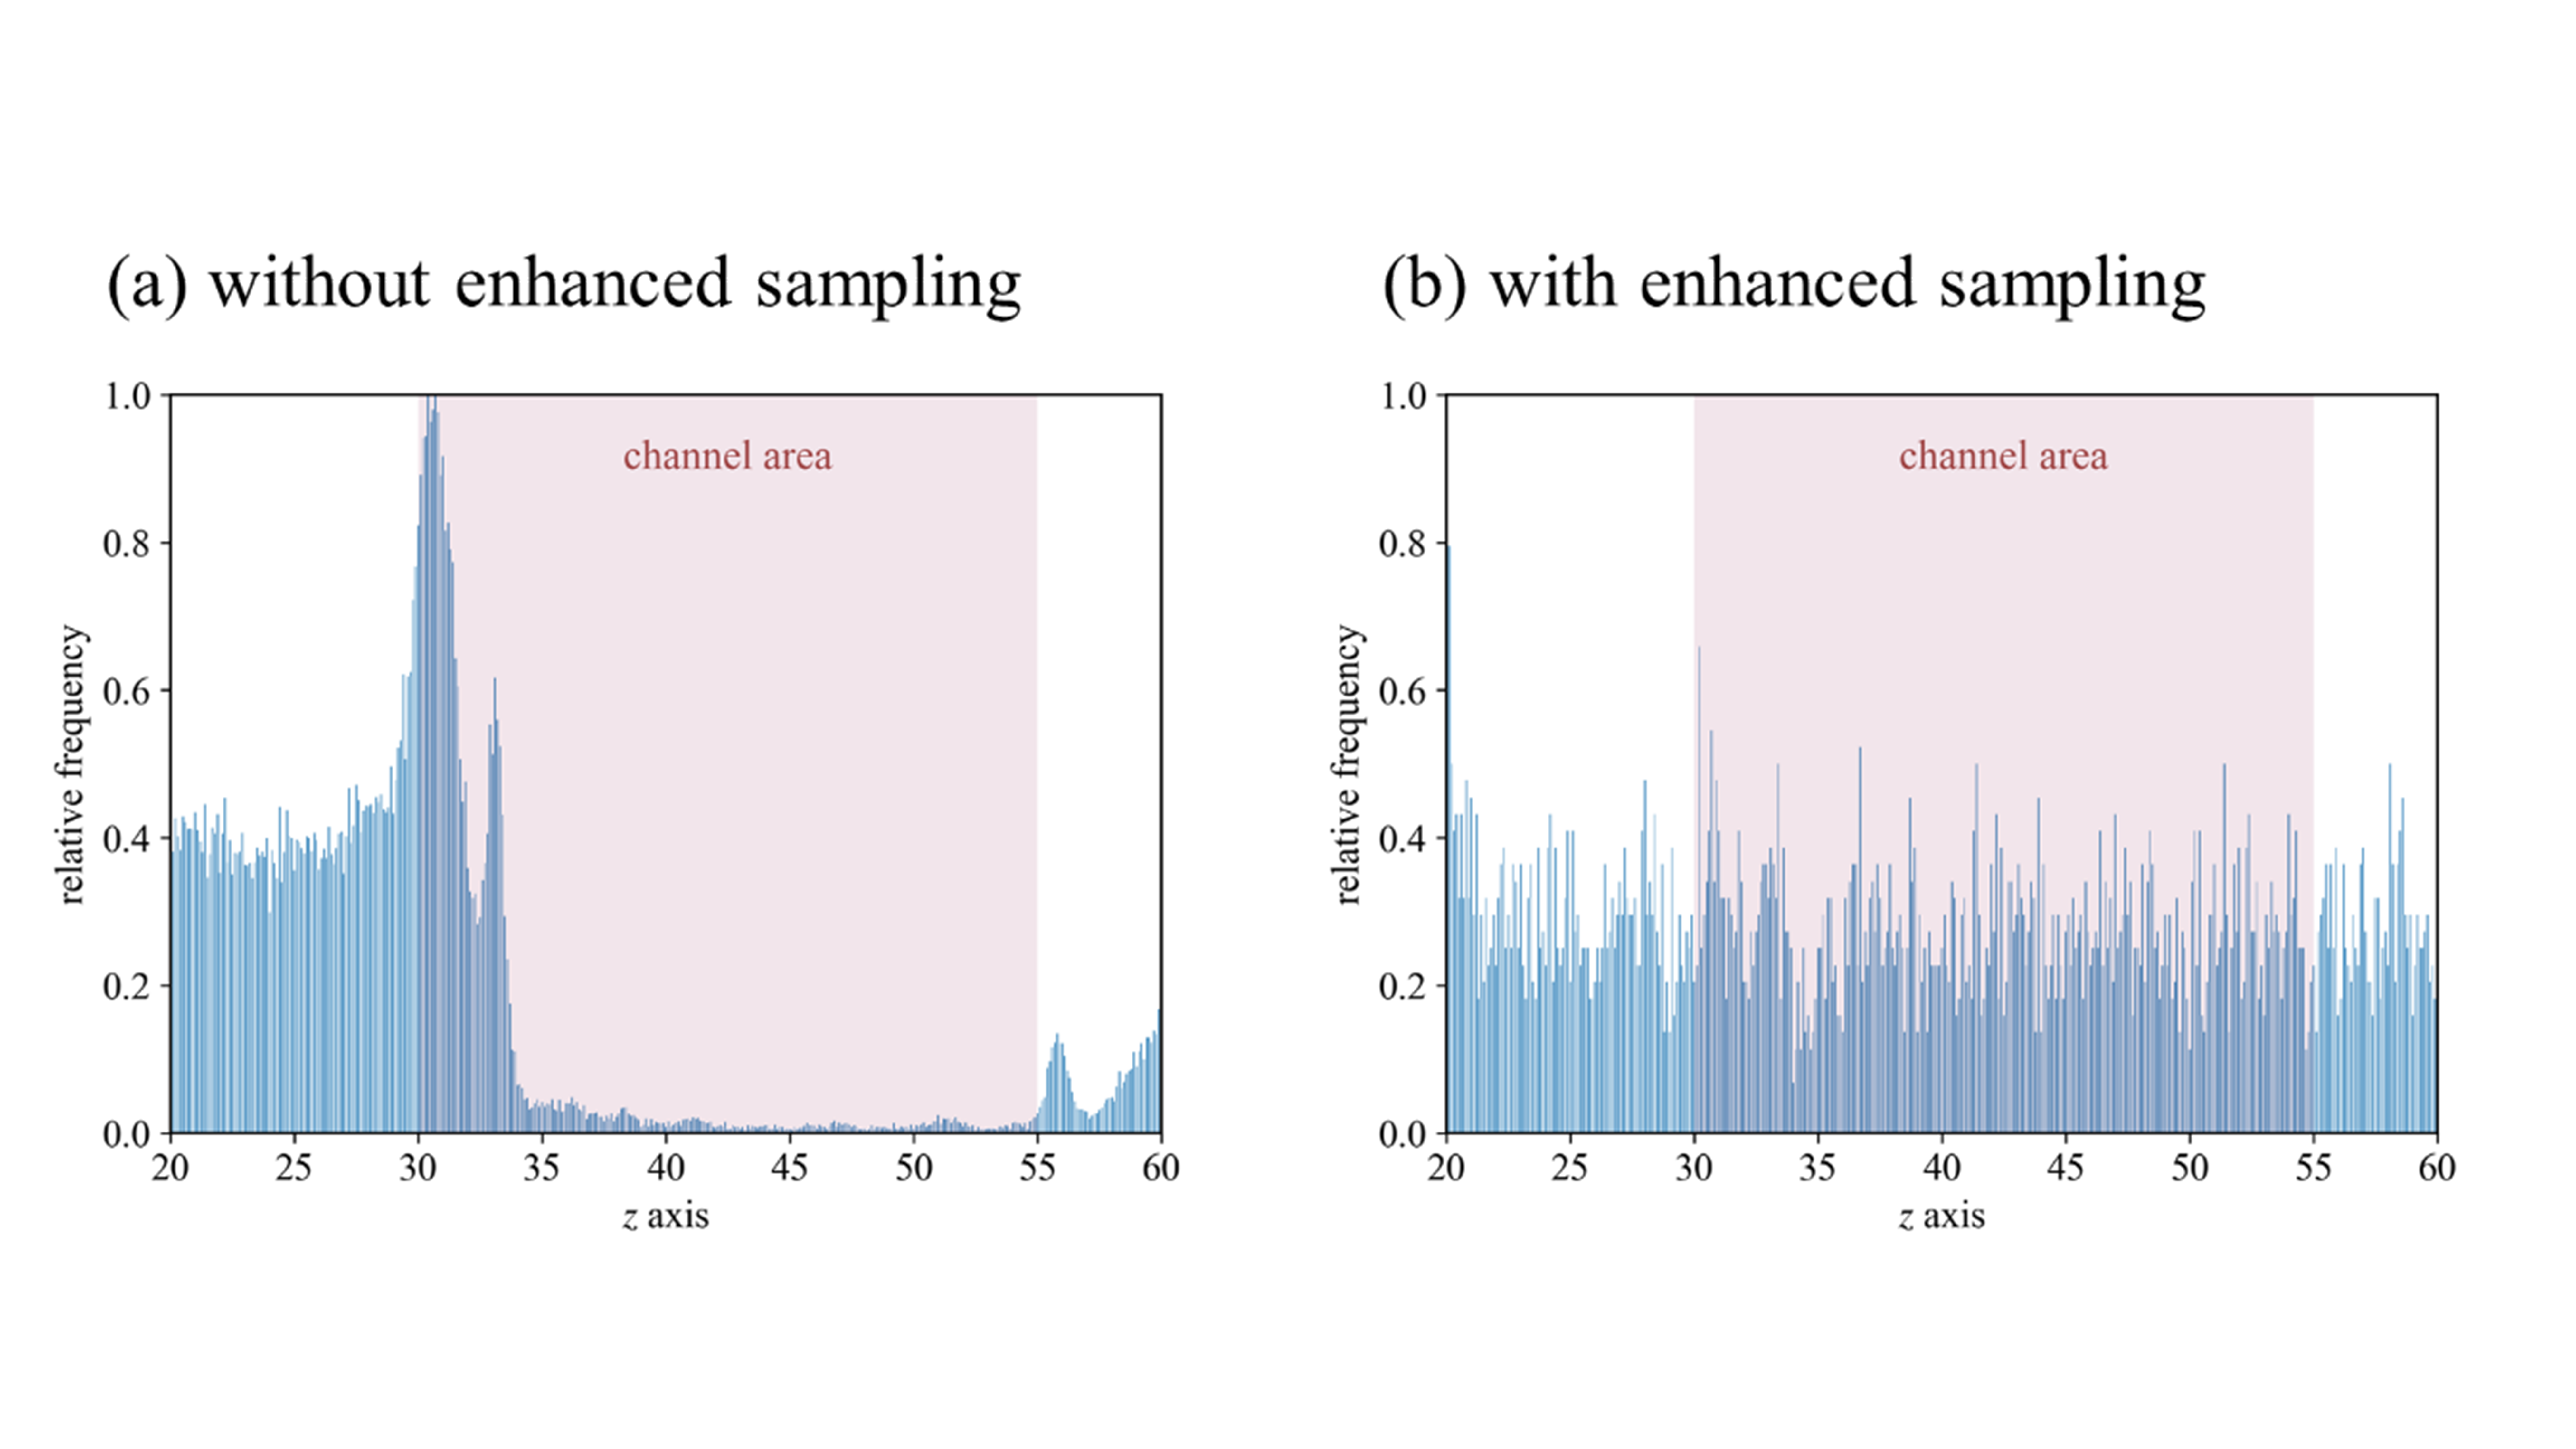 (a) without enhanced sampling
1.0
0.8
0.6
0.4
0.2
0.0
relative frequency
channel area
20 25 30 35 40 45 50 55 60
z axis
(b) with enhanced sampling
1.0
0.8
0.6
0.4
0.2
0.0
relative frequency
channel area
20 25 30 35 40 45 50 55 60
z axis